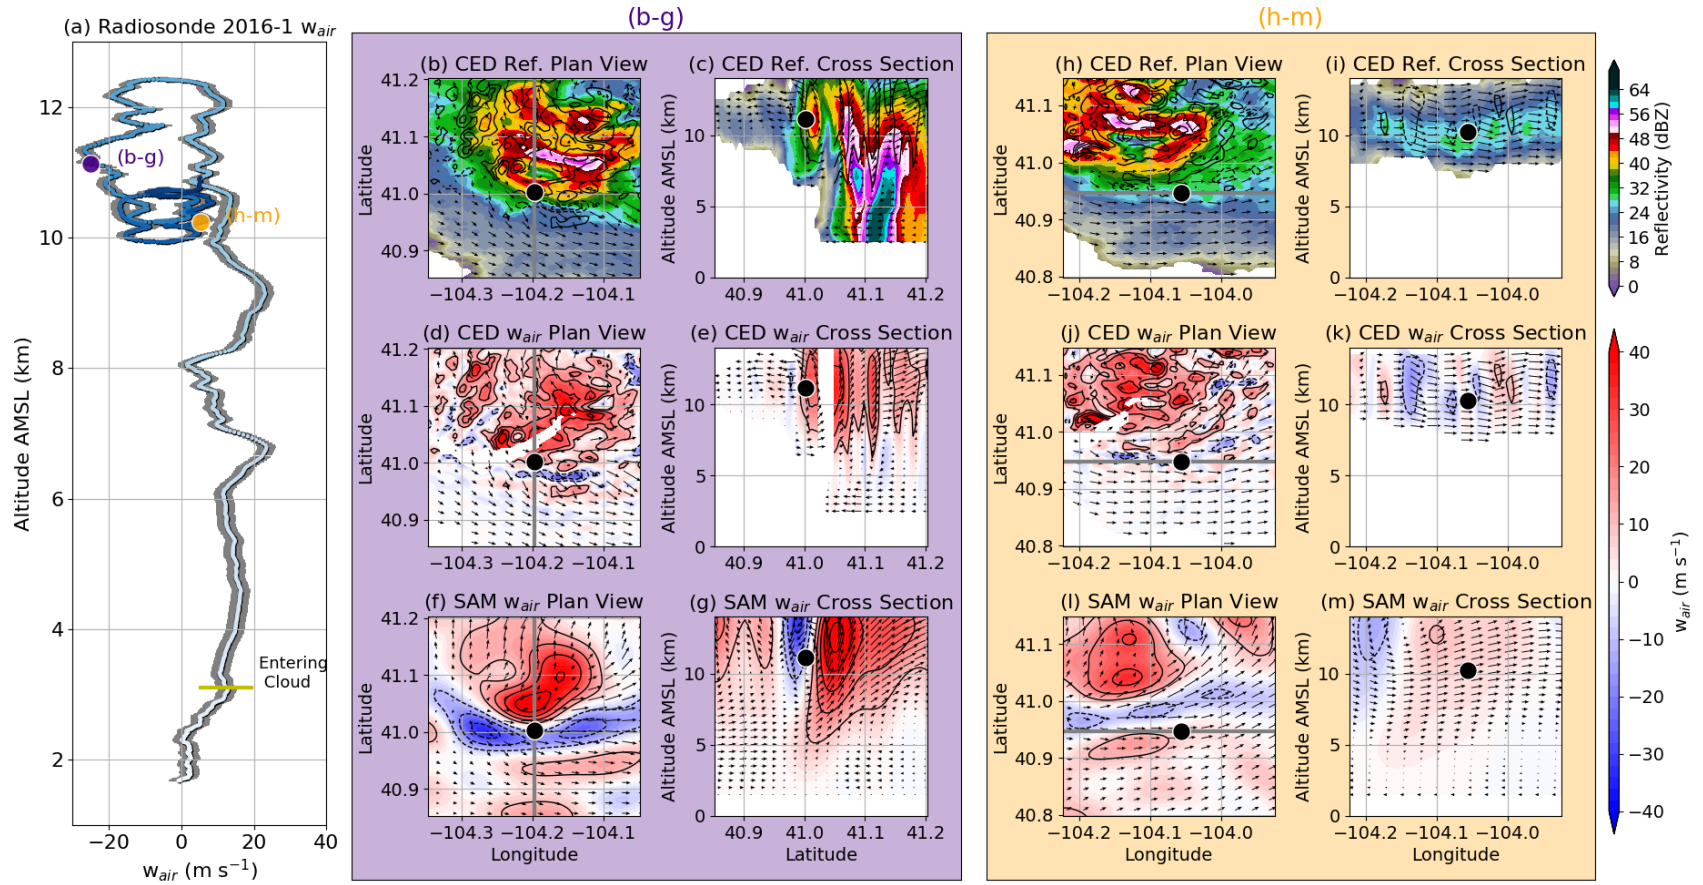 (a) Radiosonde 2016-1 w_air
Altitude AMSL (km)
12
10
8
6
4
2
−20
0
20
40
w_air (m s⁻¹)
(b-g)
(h-m)
Entering
Cloud
(b-g)
(b) CED Ref. Plan View
Latitude
41.2
41.1
41.0
40.9
−104.3
−104.2
−104.1
(c) CED Ref. Cross Section
Altitude AMSL (km)
10
5
0
40.9
41.0
41.1
41.2
(d) CED w_air Plan View
Latitude
41.2
41.1
41.0
40.9
−104.3
−104.2
−104.1
(e) CED w_air Cross Section
Altitude AMSL (km)
10
5
0
40.9
41.0
41.1
41.2
(f) SAM w_air Plan View
Latitude
41.2
41.1
41.0
40.9
−104.3
−104.2
−104.1
Longitude
(g) SAM w_air Cross Section
Altitude AMSL (km)
10
5
0
40.9
41.0
41.1
41.2
Latitude
(h-m)
(h) CED Ref. Plan View
Latitude
41.1
41.0
40.9
40.8
−104.2
−104.1
−104.0
(i) CED Ref. Cross Section
Altitude AMSL (km)
10
5
0
−104.2
−104.1
−104.0
(j) CED w_air Plan View
Latitude
41.1
41.0
40.9
40.8
−104.2
−104.1
−104.0
(k) CED w_air Cross Section
Altitude AMSL (km)
10
5
0
−104.2
−104.1
−104.0
(l) SAM w_air Plan View
Latitude
41.1
41.0
40.9
40.8
−104.2
−104.1
−104.0
Longitude
(m) SAM w_air Cross Section
Altitude AMSL (km)
10
5
0
−104.2
−104.1
−104.0
Longitude
64
56
48
40
32
24
16
8
0
Reflectivity (dBZ)
40
30
20
10
0
−10
−20
−30
−40
w_air (m s⁻¹)